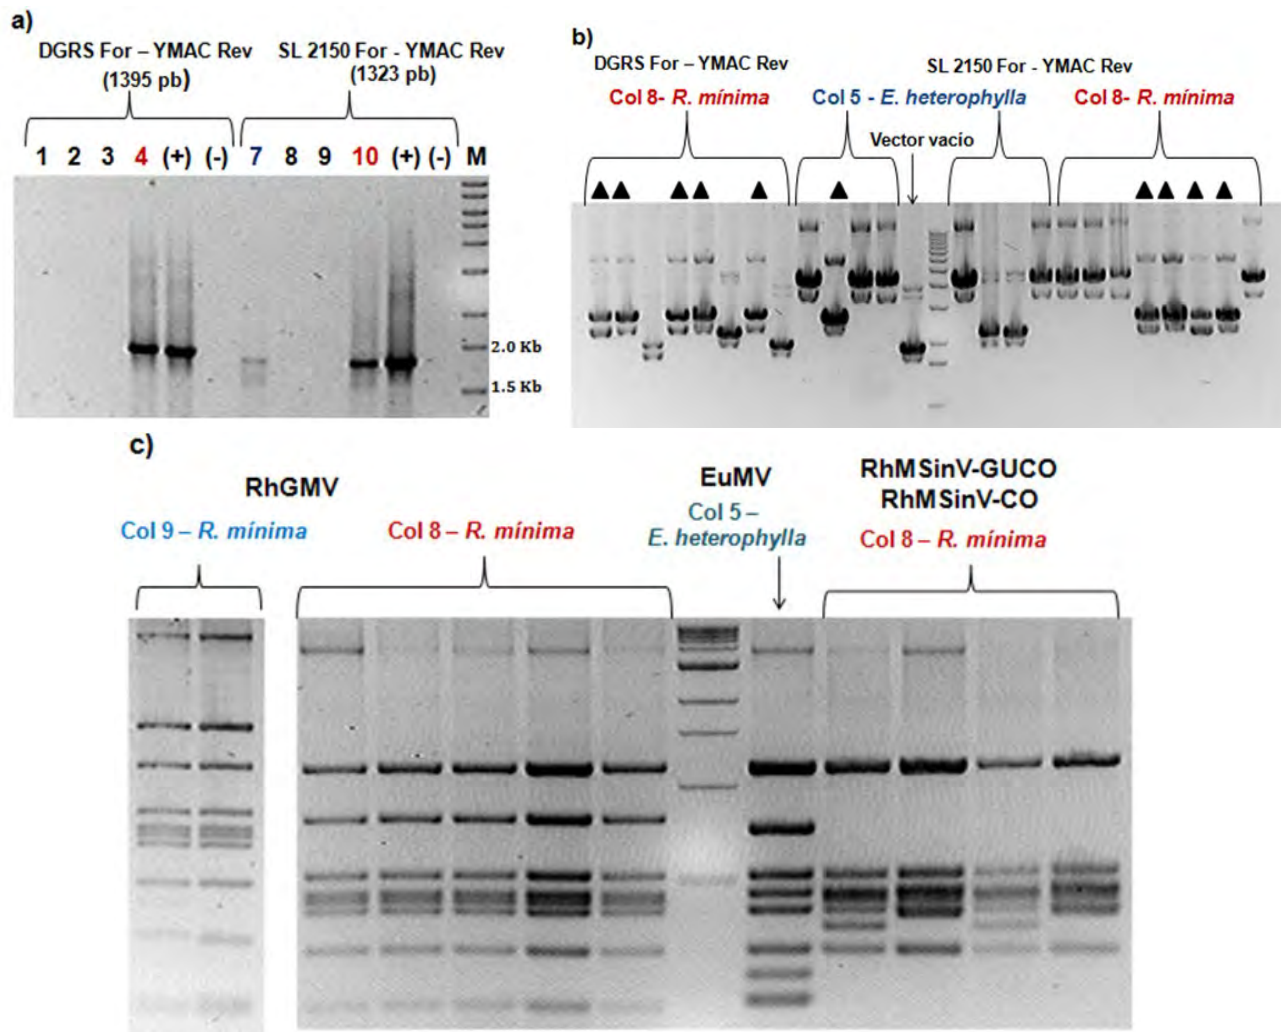 a)
DGRS For – YMAC Rev
(1395 pb)
SL 2150 For - YMAC Rev
(1323 pb)
1 2 3 4 (+) (-) 7 8 9 10 (+) (-) M
2.0 Kb
1.5 Kb
b)
DGRS For – YMAC Rev
SL 2150 For - YMAC Rev
Col 8- R. mínima
Col 5 - E. heterophylla
Col 8- R. mínima
Vector vacío
c)
RhGMV
EuMV
RhMSinV-GUCO
RhMSinV-CO
Col 9 – R. mínima
Col 8 – R. mínima
Col 5 –
E. heterophylla
Col 8 – R. mínima